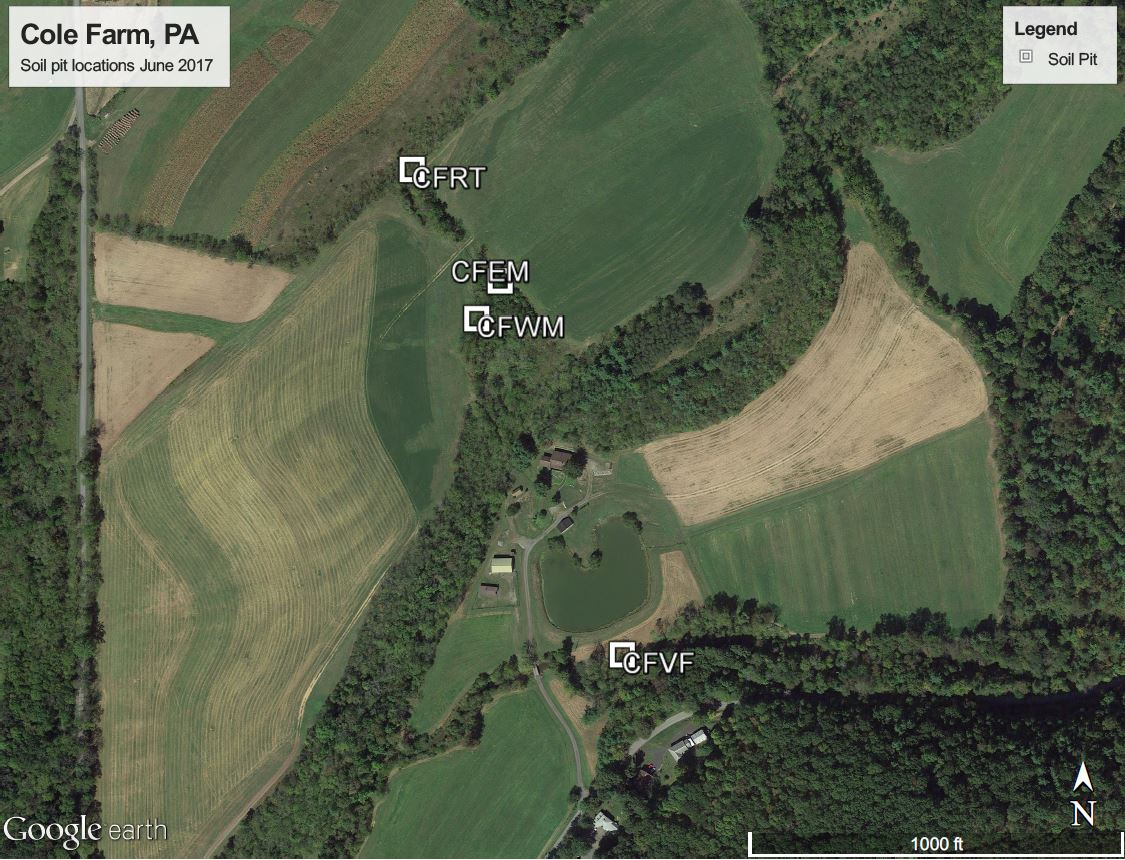 Cole Farm, PA
Soil pit locations June 2017
Legend
Soil Pit
CFRT
CFEM
CFWM
CFVF
N
Google earth
1000 ft